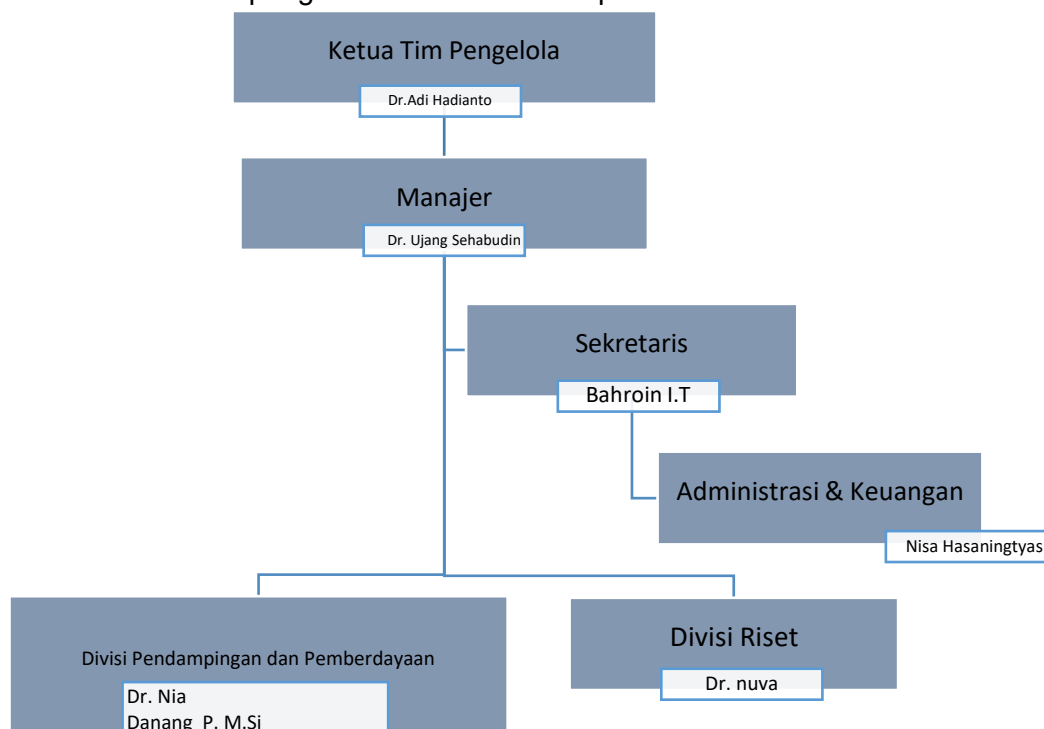 Ketua Tim Pengelola
Dr.Adi Hadianto
Manajer
Dr. Ujang Sehabudin
Sekretaris
Bahroin I.T
Administrasi & Keuangan
Nisa Hasaningtyas
Divisi Pendampingan dan Pemberdayaan
Dr. Nia
Danang P. M.Si
Divisi Riset
Dr. nuva